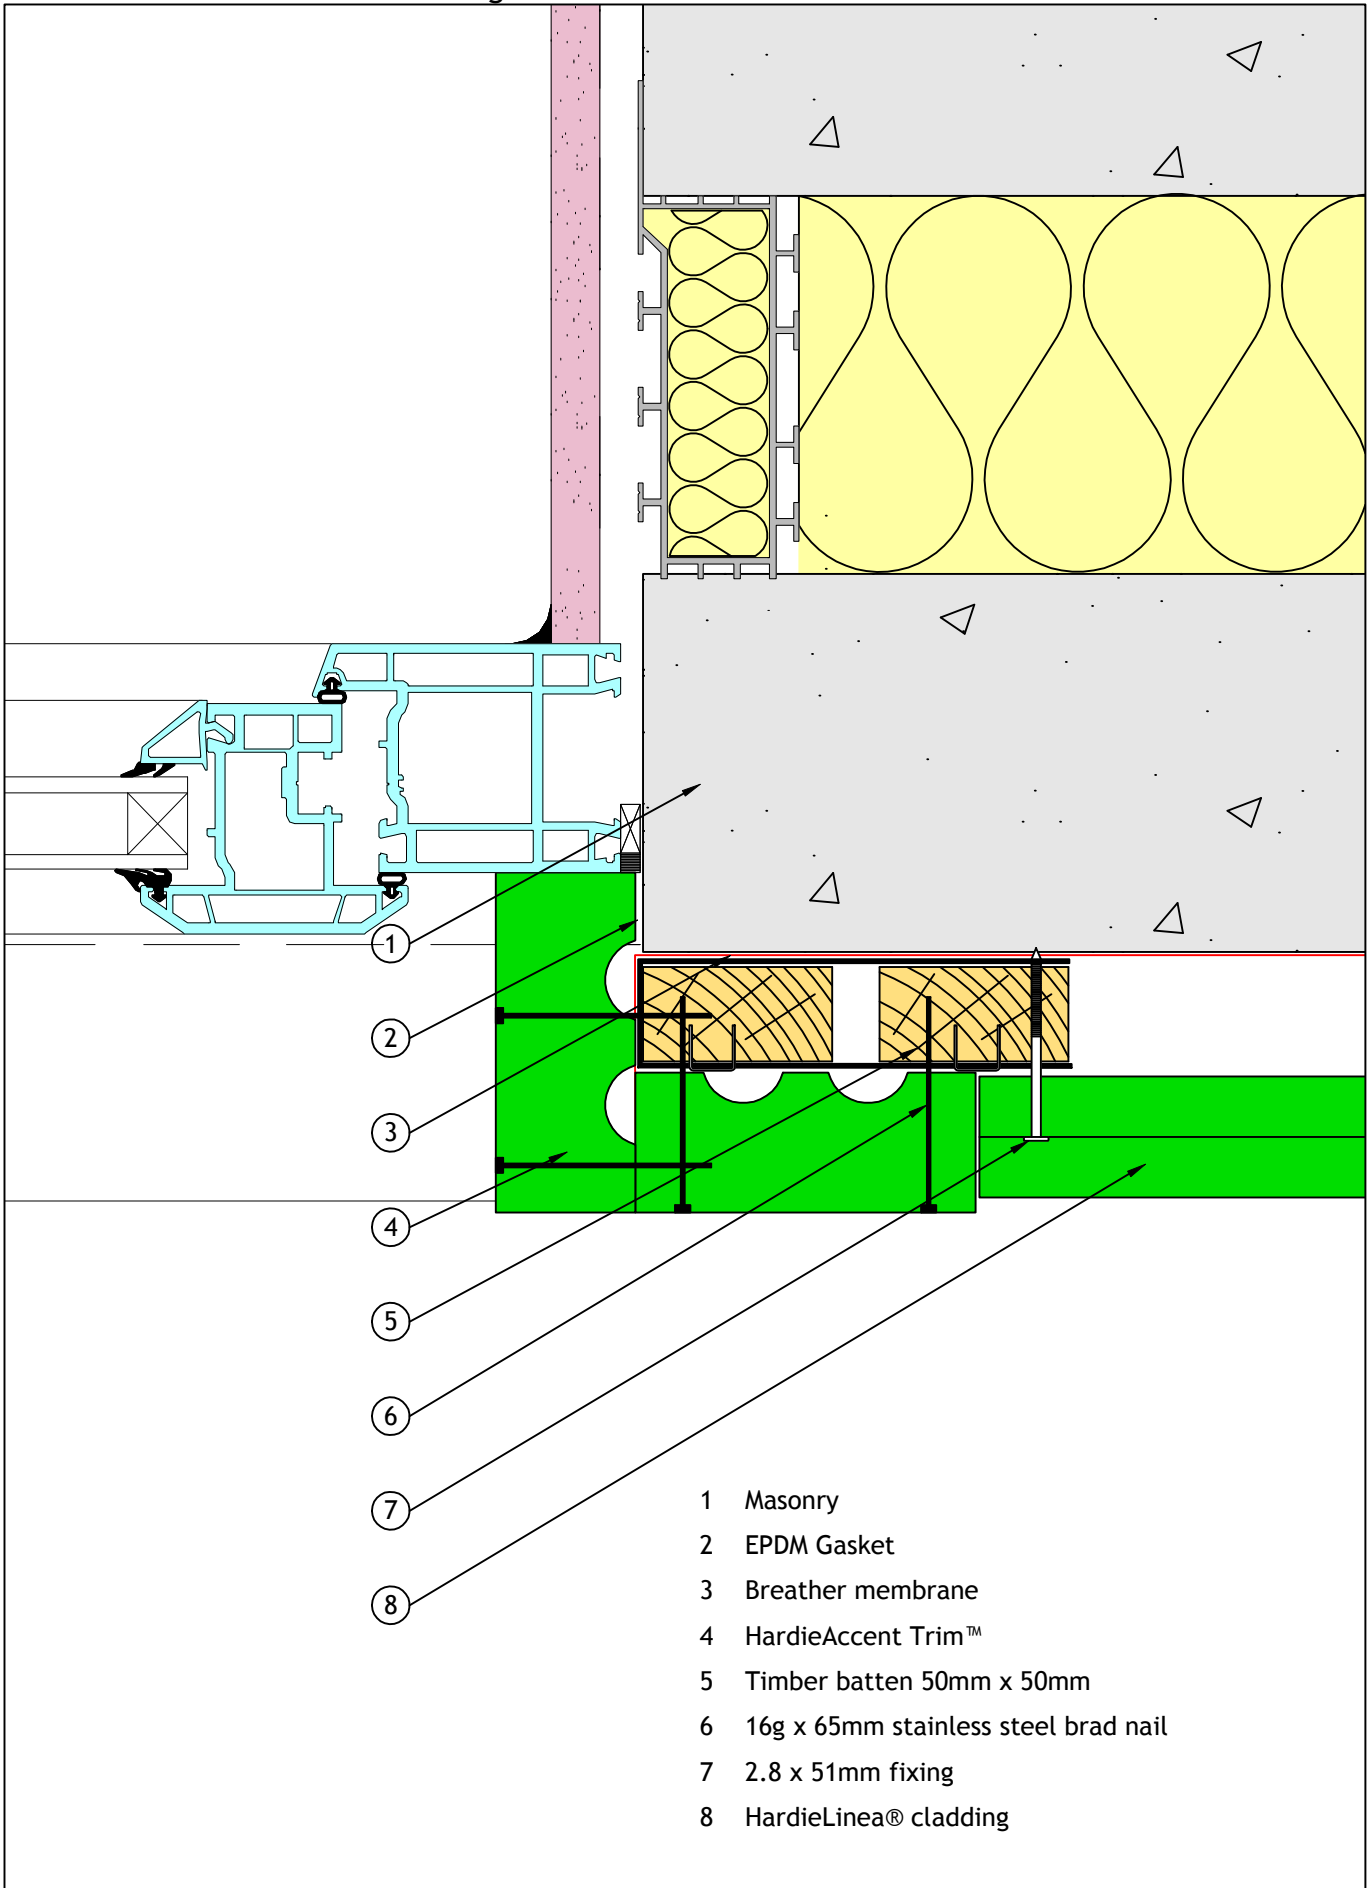 1
2
3
4
5
6
7
8
1 Masonry
2 EPDM Gasket
3 Breather membrane
4 HardieAccent Trim™
5 Timber batten 50mm x 50mm
6 16g x 65mm stainless steel brad nail
7 2.8 x 51mm fixing
8 HardieLinea® cladding